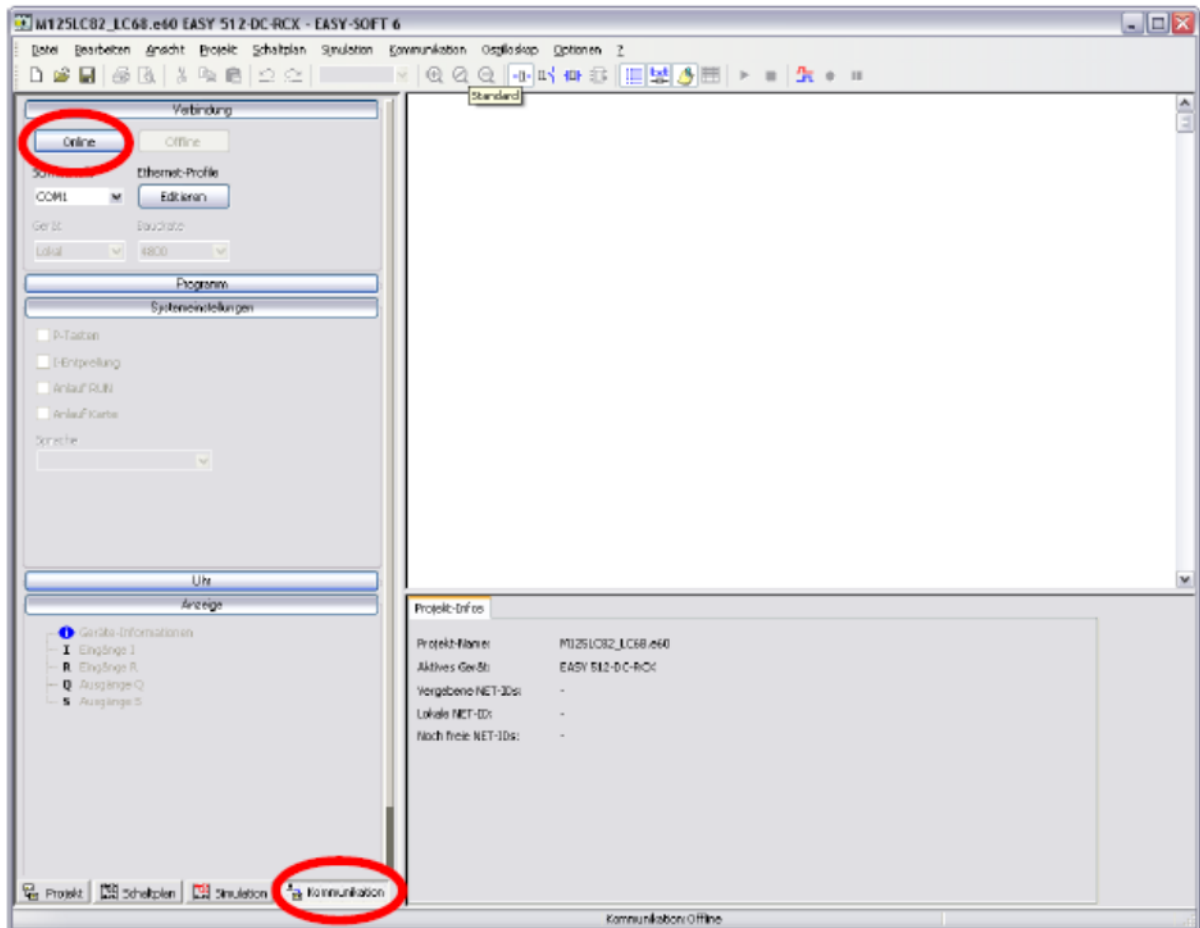 M125LC82_LC68.e60 EASY 512-DC-RCX - EASY-SOFT 6
Datei Bearbeiten Ansicht Projekt Schaltplan Simulation Kommunikation Oszilloskop Optionen ?
Standard
Verbindung
Online Offline
Ethernet-Profile
COM1 Editieren
Gerät Baudrate
Lokal 4800
Programm
Systemeinstellungen
P-Tasten
I-Entprellung
Anlauf RUN
Anlauf Karte
Sprache
Uhr
Anzeige
Geräte-Informationen
I Eingänge I
R Eingänge R
Q Ausgänge Q
S Ausgänge S
Projekt-Infos
Projekt-Name: M125LC82_LC68.e60
Aktives Gerät: EASY 512-DC-RCX
Vergebene NET-IDs: -
Lokale NET-ID: -
Noch freie NET-IDs: -
Projekt Schaltplan Simulation Kommunikation
Kommunikation: Offline